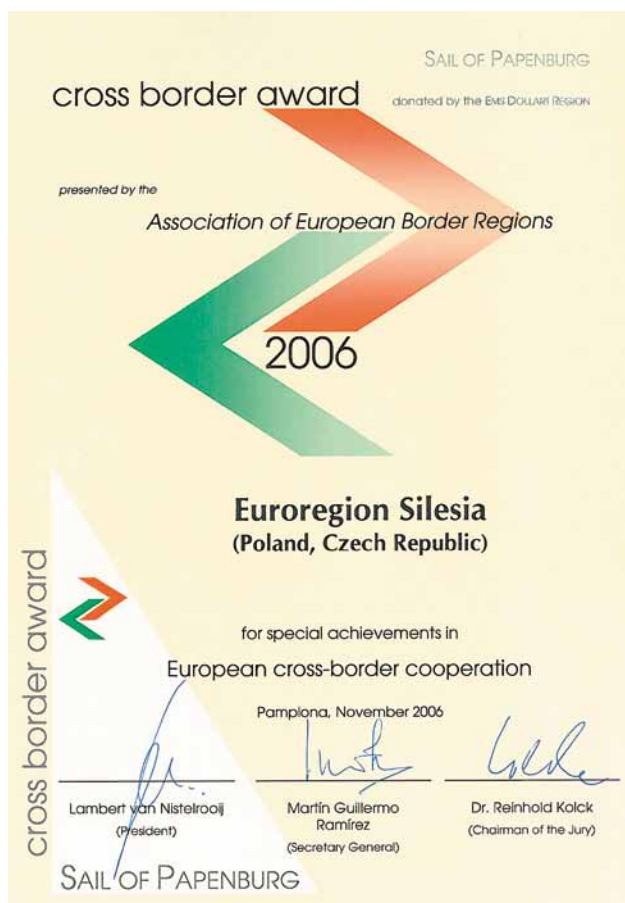 SAIL OF PAPENBURG
cross border award
donated by the EMS DOLLART REGION
presented by the
Association of European Border Regions
2006
Euroregion Silesia
(Poland, Czech Republic)
for special achievements in
European cross-border cooperation
Pamplona, November 2006
Lambert van Nistelrooij
(President)
Martín Guillermo
Ramírez
(Secretary General)
Dr. Reinhold Kolck
(Chairman of the Jury)
cross border award
SAIL OF PAPENBURG